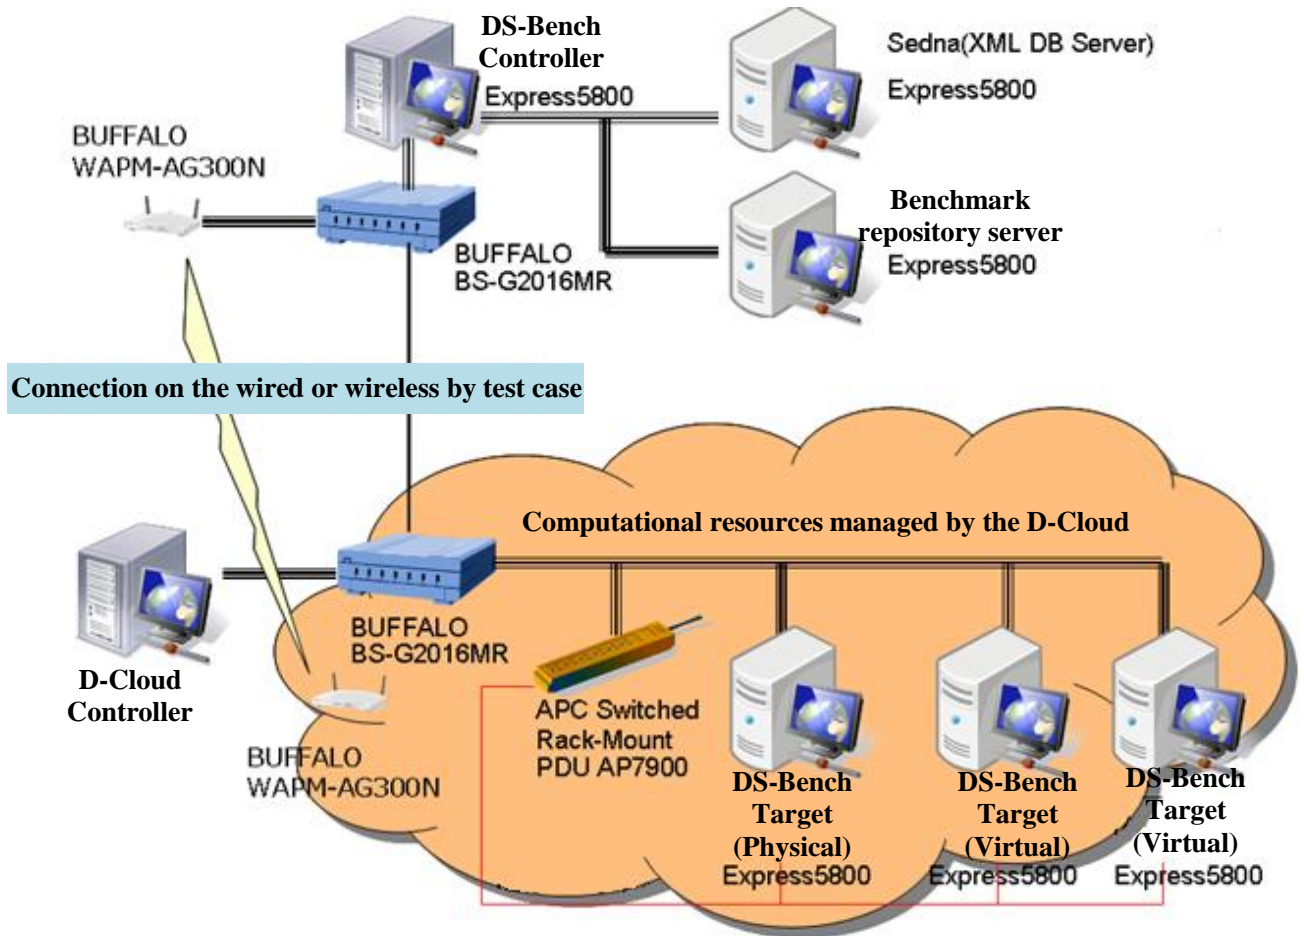 DS-Bench
Controller
Express5800
Sedna(XML DB Server)
Express5800
BUFFALO
WAPM-AG300N
BUFFALO
BS-G2016MR
Benchmark
repository server
Express5800
Connection on the wired or wireless by test case
Computational resources managed by the D-Cloud
D-Cloud
Controller
BUFFALO
BS-G2016MR
BUFFALO
WAPM-AG300N
APC Switched
Rack-Mount
PDU AP7900
DS-Bench
Target
(Physical)
Express5800
DS-Bench
Target
(Virtual)
Express5800
DS-Bench
Target
(Virtual)
Express5800